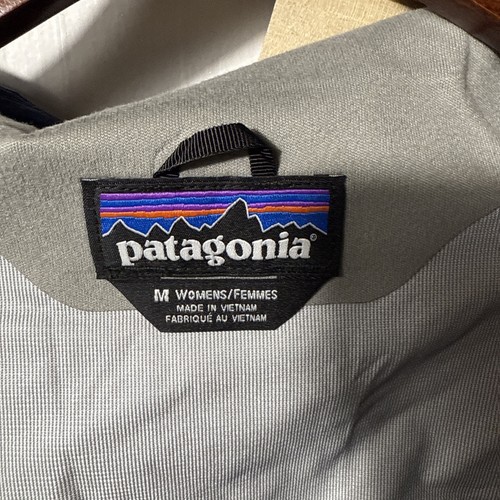 patagonia®
M WOMENS/FEMMES
MADE IN VIETNAM
FABRIQUÉ AU VIETNAM